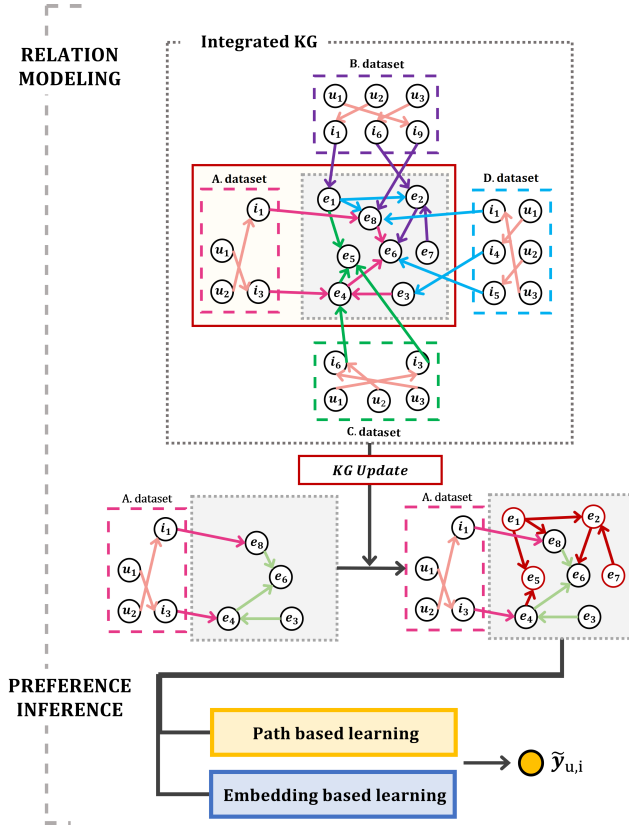 RELATION
MODELING
Integrated KG
B. dataset
u₁ u₂ u₃
i₁ i₆ i₉
A. dataset
D. dataset
i₁
u₁
u₂ i₃
e₁ e₂
e₈
e₅ e₆ e₇
e₄ e₃
i₁ u₁
i₄ u₂
i₅ u₃
i₆ i₃
u₁ u₂ u₃
C. dataset
KG Update
A. dataset
i₁
u₁
u₂ i₃
e₈
e₆
e₄ e₃
A. dataset
i₁
u₁
u₂ i₃
e₁ e₂
e₈
e₅ e₆ e₇
e₄ e₃
PREFERENCE
INFERENCE
Path based learning
Embedding based learning
ỹu,i